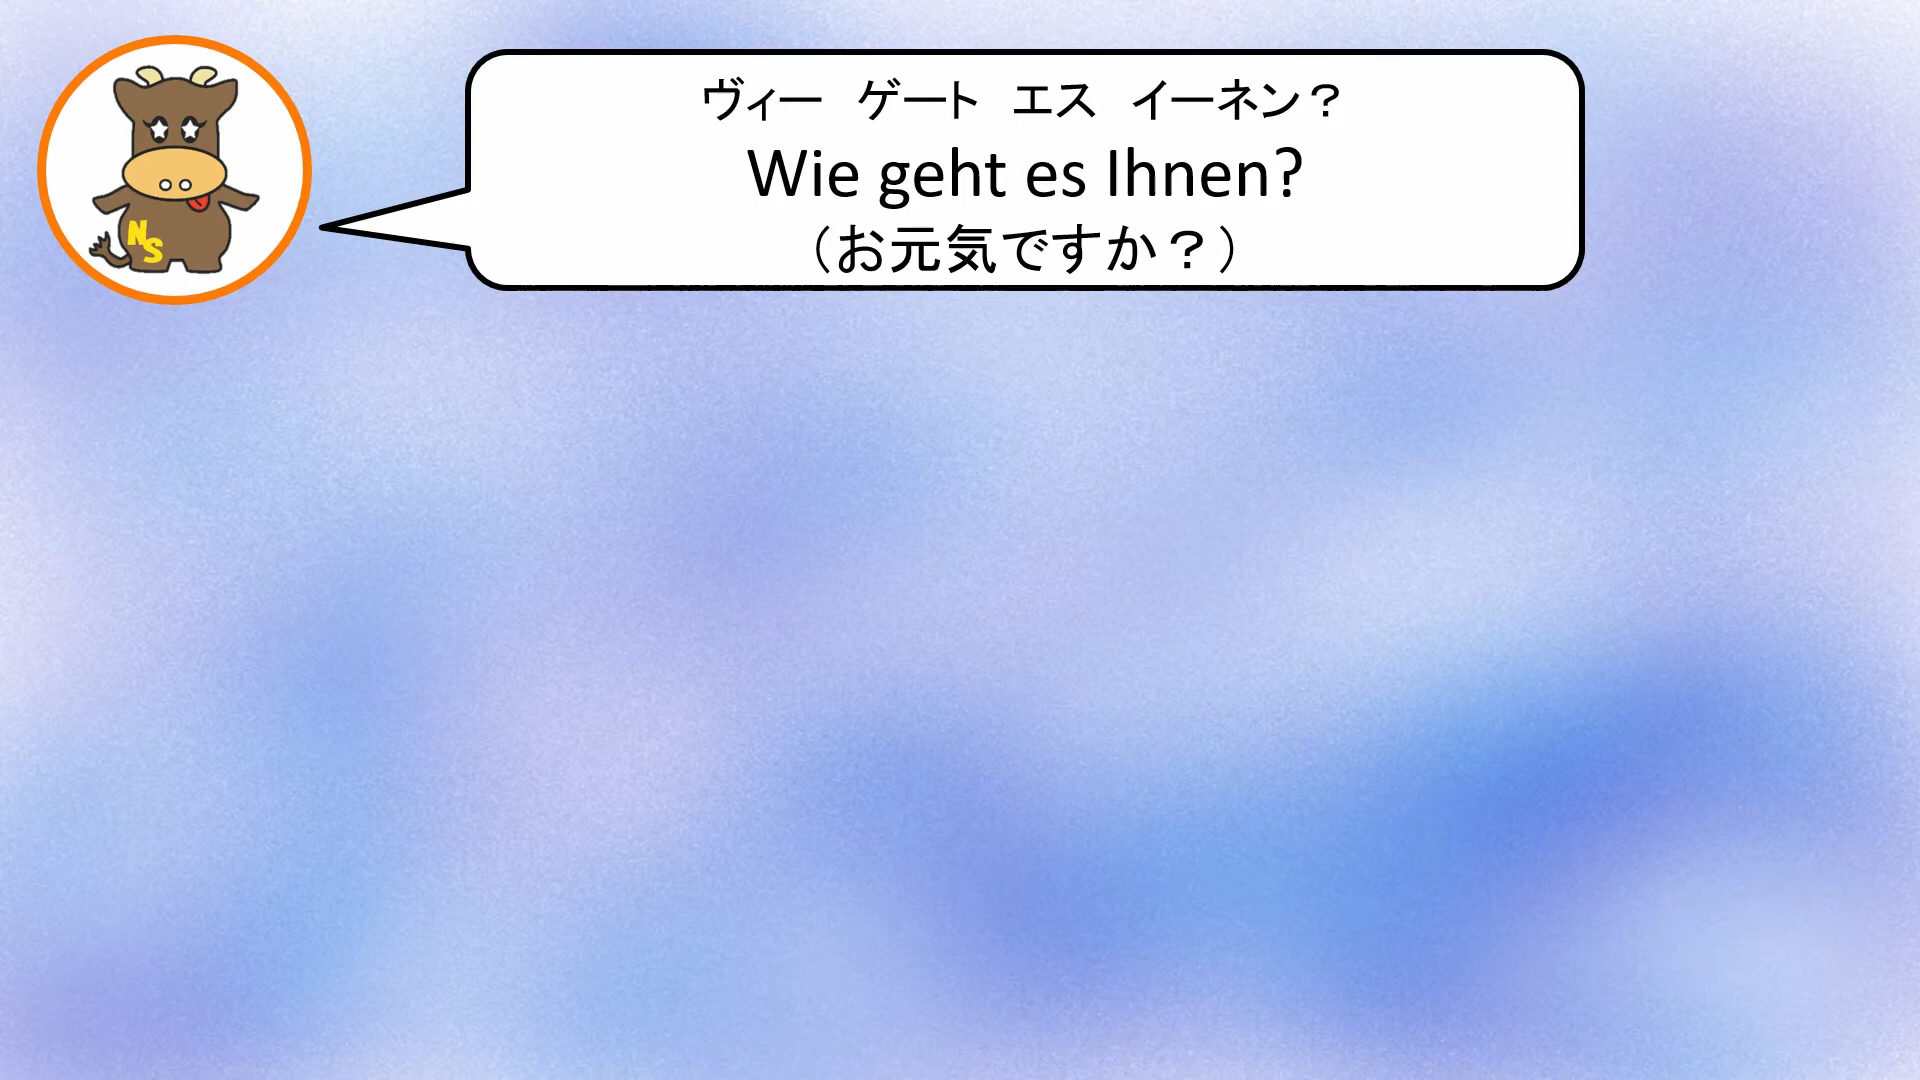 ヴィー　ゲート　エス　イーネン？
Wie geht es Ihnen?
（お元気ですか？）
NS